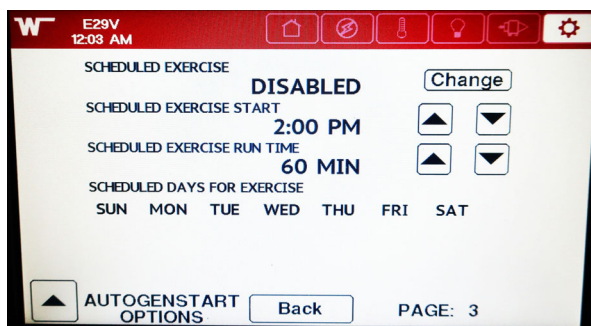 W
E29V
12:03 AM
SCHEDULED EXERCISE
DISABLED
Change
SCHEDULED EXERCISE START
2:00 PM
SCHEDULED EXERCISE RUN TIME
60 MIN
SCHEDULED DAYS FOR EXERCISE
SUN MON TUE WED THU FRI SAT
AUTOGENSTART
OPTIONS
Back
PAGE: 3